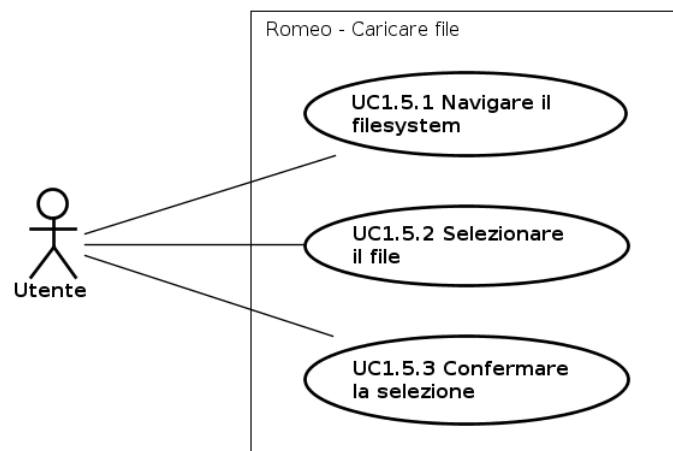 Romeo - Caricare file
UC1.5.1 Navigare il
filesystem
UC1.5.2 Selezionare
il file
Utente
UC1.5.3 Confermare
la selezione